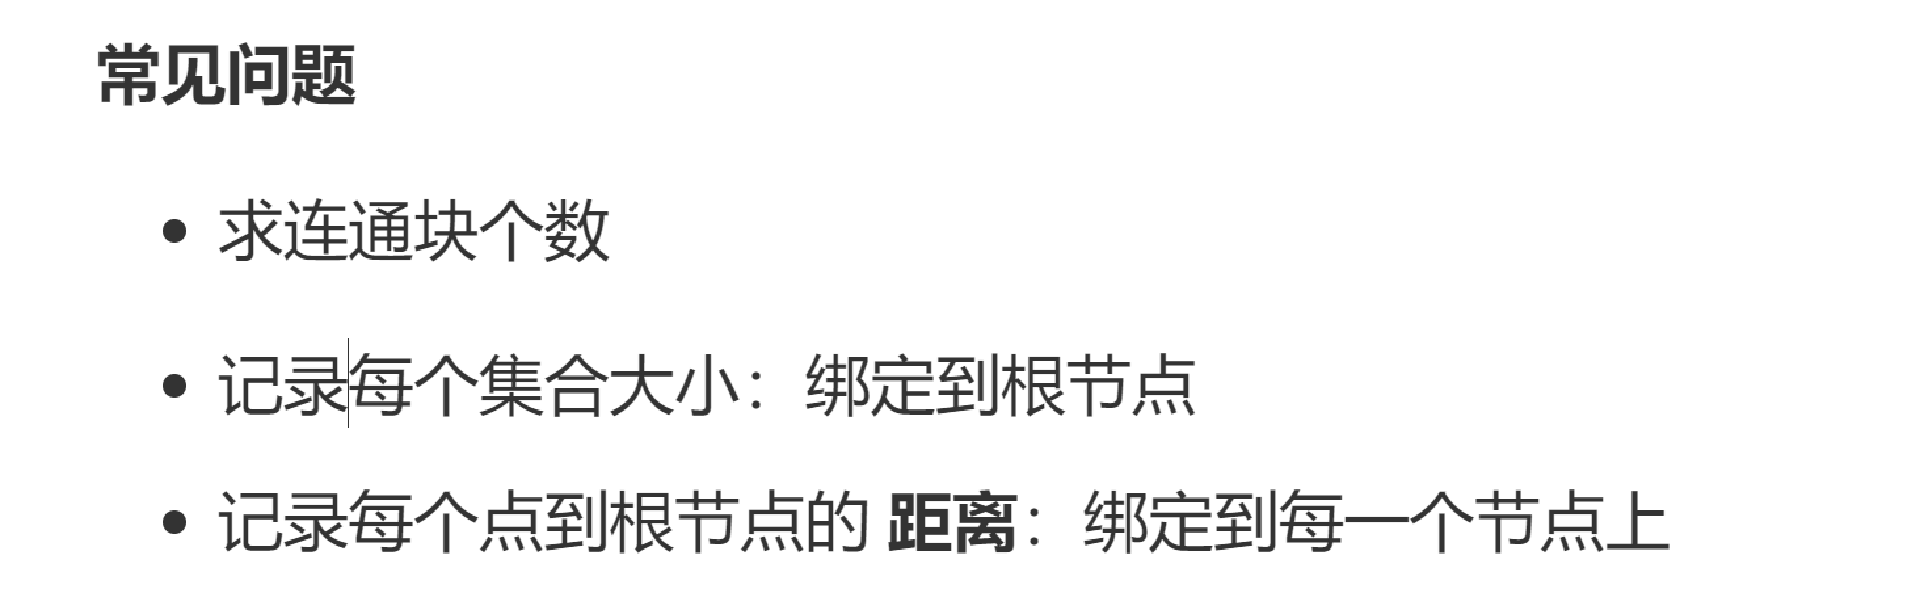 常见问题
求连通块个数
记录每个集合大小：绑定到根节点
记录每个点到根节点的 距离：绑定到每一个节点上